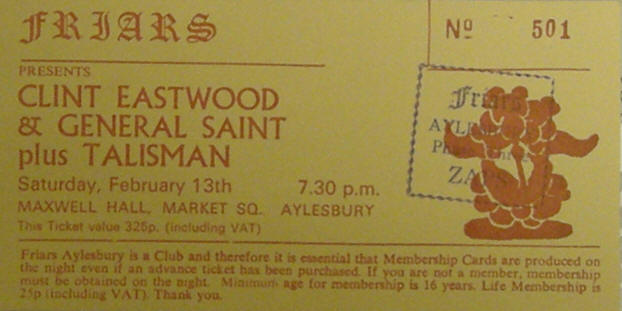 FRIARS
Nº 501
PRESENTS
CLINT EASTWOOD
& GENERAL SAINT
plus TALISMAN
Saturday, February 13th 7.30 p.m.
MAXWELL HALL, MARKET SQ. AYLESBURY
This Ticket value 325p. (including VAT)
Friars
Friars Aylesbury is a Club and therefore it is essential that Membership Cards are produced on
the night even if an advance ticket has been purchased. If you are not a member, membership
must be obtained on the night. Minimum age for membership is 16 years. Life Membership is
25p (including VAT). Thank you.